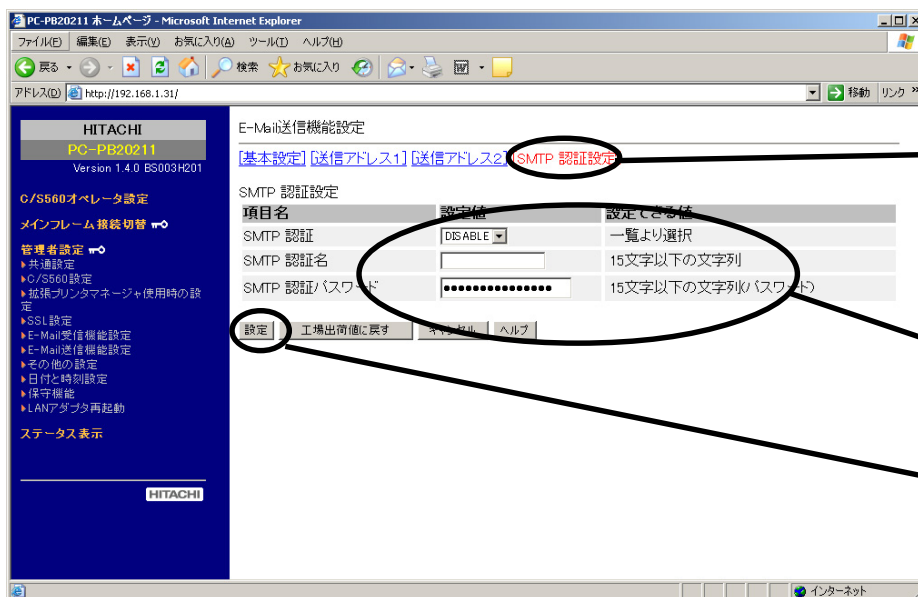 PC-PB20211 ホームページ - Microsoft Internet Explorer
ファイル(F) 編集(E) 表示(V) お気に入り(A) ツール(T) ヘルプ(H)
戻る 検索 お気に入り
アドレス(D) http://192.168.1.31/ 移動 リンク »
HITACHI
PC-PB20211
Version 1.4.0 BS003H201
C/S560オペレータ設定
メインフレーム接続切替
管理者設定
共通設定
C/S560設定
拡張プリンタマネージャ使用時の設定
SSL設定
E-Mail受信機能設定
E-Mail送信機能設定
その他の設定
日付と時刻設定
保守機能
LANアダプタ再起動
ステータス表示
HITACHI
E-Mail送信機能設定
[基本設定] [送信アドレス1] [送信アドレス2] [SMTP 認証設定]
SMTP 認証設定
項目名 設定値 設定できる値
SMTP 認証 DISABLE 一覧より選択
SMTP 認証名 15文字以下の文字列
SMTP 認証パスワード ●●●●●●●●●●●●●●● 15文字以下の文字列(パスワード)
設定 工場出荷値に戻す キャンセル ヘルプ
インターネット